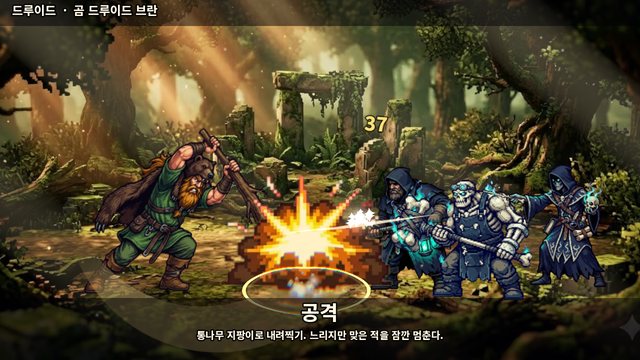 드루이드 · 곰 드루이드 브란
37
공격
통나무 지팡이로 내려찍기. 느리지만 맞은 적을 잠깐 멈춘다.